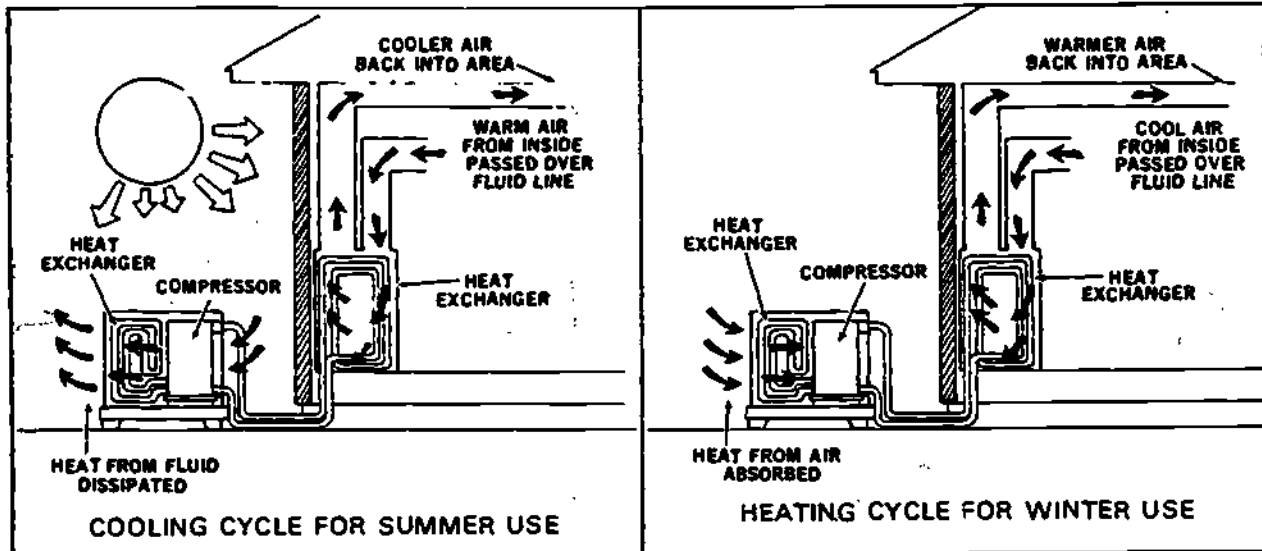 COOLER AIR
BACK INTO AREA
WARM AIR
FROM INSIDE
PASSED OVER
FLUID LINE
HEAT
EXCHANGER
COMPRESSOR
HEAT
EXCHANGER
HEAT FROM FLUID
DISSIPATED
COOLING CYCLE FOR SUMMER USE
WARMER AIR
BACK INTO AREA
COOL AIR
FROM INSIDE
PASSED OVER
FLUID LINE
HEAT
EXCHANGER
COMPRESSOR
HEAT
EXCHANGER
HEAT FROM AIR
ABSORBED
HEATING CYCLE FOR WINTER USE